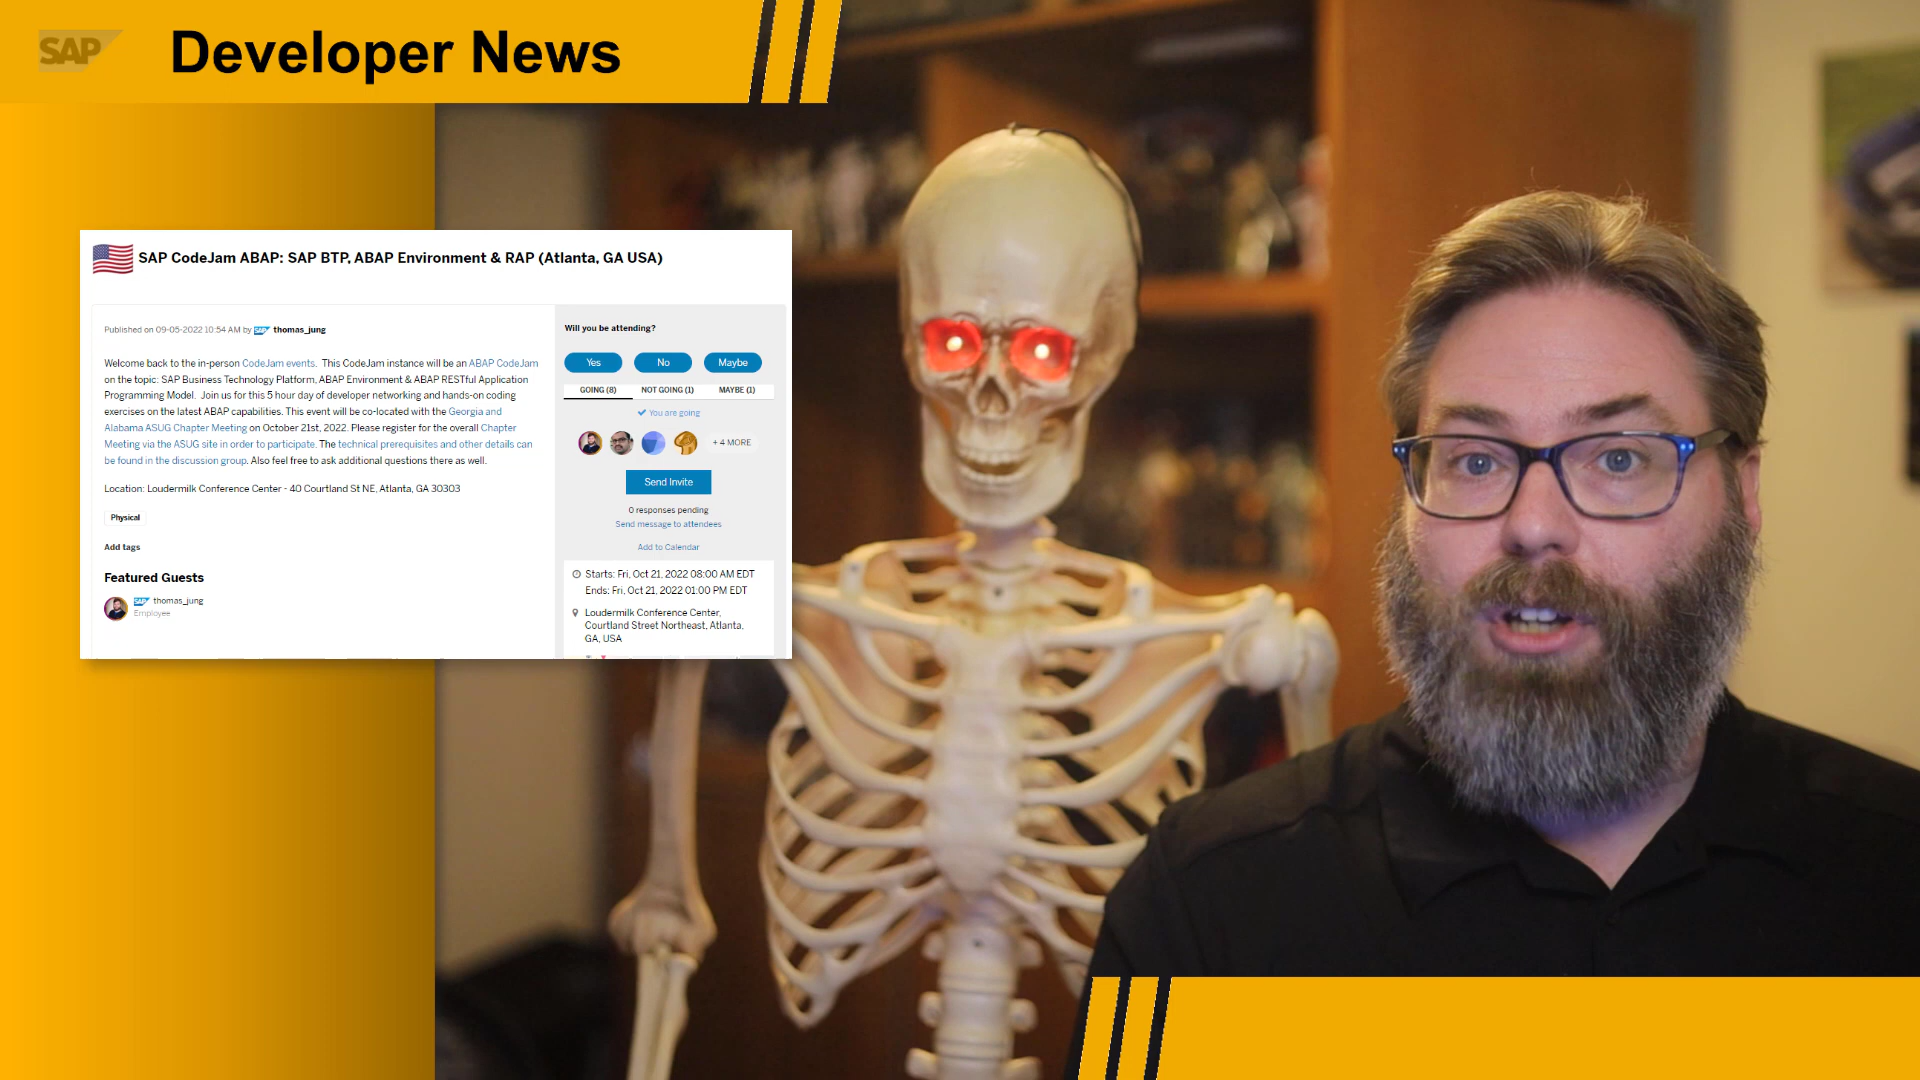 SAP
Developer News
SAP CodeJam ABAP: SAP BTP, ABAP Environment & RAP (Atlanta, GA USA)
Published on 09-05-2022 10:54 AM by SAP thomas_jung
Welcome back to the in-person CodeJam events. This CodeJam instance will be an ABAP CodeJam
on the topic: SAP Business Technology Platform, ABAP Environment & ABAP RESTful Application
Programming Model. Join us for this 5 hour day of developer networking and hands-on coding
exercises on the latest ABAP capabilities. This event will be co-located with the Georgia and
Alabama ASUG Chapter Meeting on October 21st, 2022. Please register for the overall Chapter
Meeting via the ASUG site in order to participate. The technical prerequisites and other details can
be found in the discussion group. Also feel free to ask additional questions there as well.
Location: Loudermilk Conference Center - 40 Courtland St NE, Atlanta, GA 30303
Physical
Add tags
Featured Guests
SAP thomas_jung
Employee
Will you be attending?
Yes No Maybe
GOING (8) NOT GOING (1) MAYBE (1)
You are going
+ 4 MORE
Send Invite
0 responses pending
Send message to attendees
Add to Calendar
Starts: Fri, Oct 21, 2022 08:00 AM EDT
Ends: Fri, Oct 21, 2022 01:00 PM EDT
Loudermilk Conference Center,
Courtland Street Northeast, Atlanta,
GA, USA